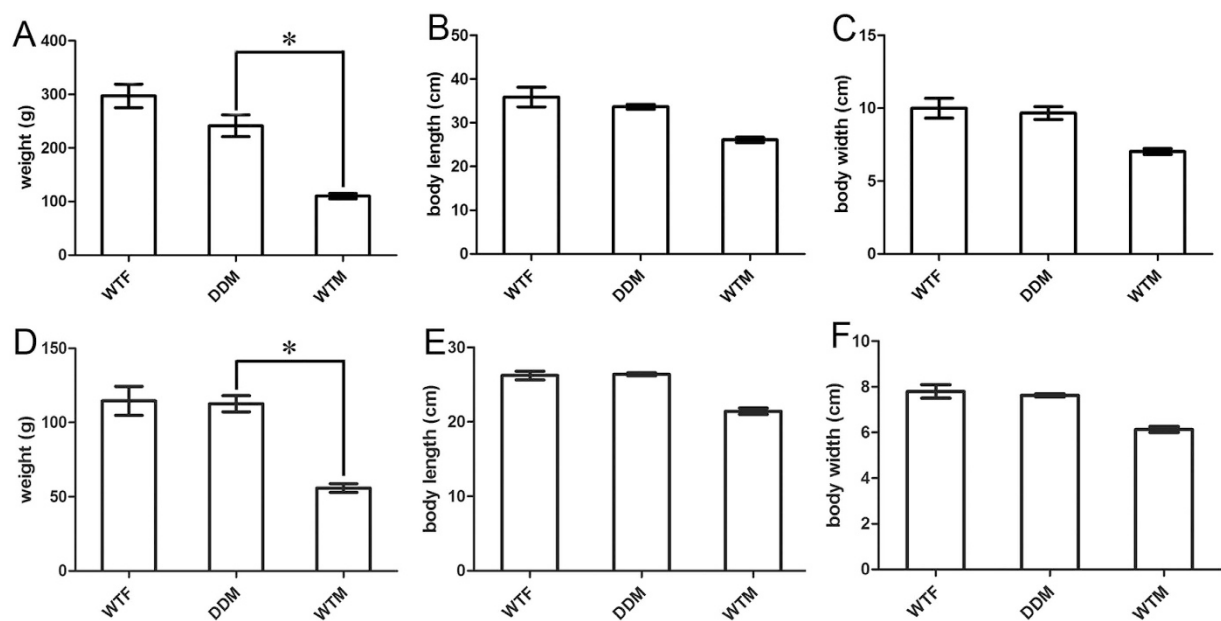 A
weight (g)
400
300
200
100
0
*
WTF
DDM
WTM
B
body length (cm)
50
40
30
20
10
0
WTF
DDM
WTM
C
body width (cm)
15
10
5
0
WTF
DDM
WTM
D
weight (g)
150
100
50
0
*
WTF
DDM
WTM
E
body length (cm)
30
20
10
0
WTF
DDM
WTM
F
body width (cm)
10
8
6
4
2
0
WTF
DDM
WTM